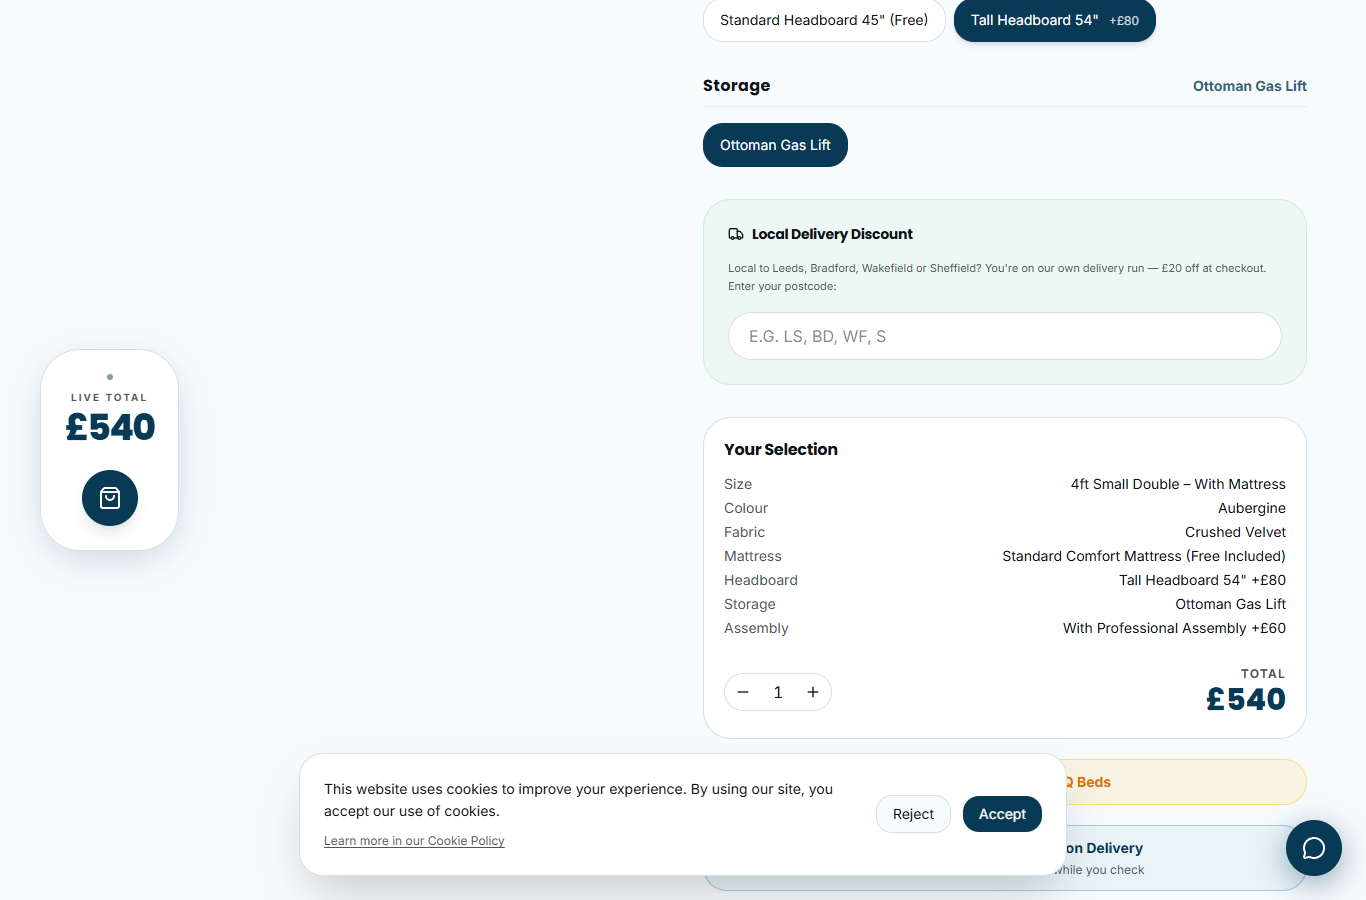 Standard Headboard 45" (Free)
Tall Headboard 54" +£80
Storage
Ottoman Gas Lift
Ottoman Gas Lift
Local Delivery Discount
Local to Leeds, Bradford, Wakefield or Sheffield? You're on our own delivery run — £20 off at checkout.
Enter your postcode:
E.G. LS, BD, WF, S
LIVE TOTAL
£540
Your Selection
Size 4ft Small Double – With Mattress
Colour Aubergine
Fabric Crushed Velvet
Mattress Standard Comfort Mattress (Free Included)
Headboard Tall Headboard 54" +£80
Storage Ottoman Gas Lift
Assembly With Professional Assembly +£60
TOTAL
1
£540
Beds
This website uses cookies to improve your experience. By using our site, you
accept our use of cookies.
Learn more in our Cookie Policy
Reject
Accept
on Delivery
while you check